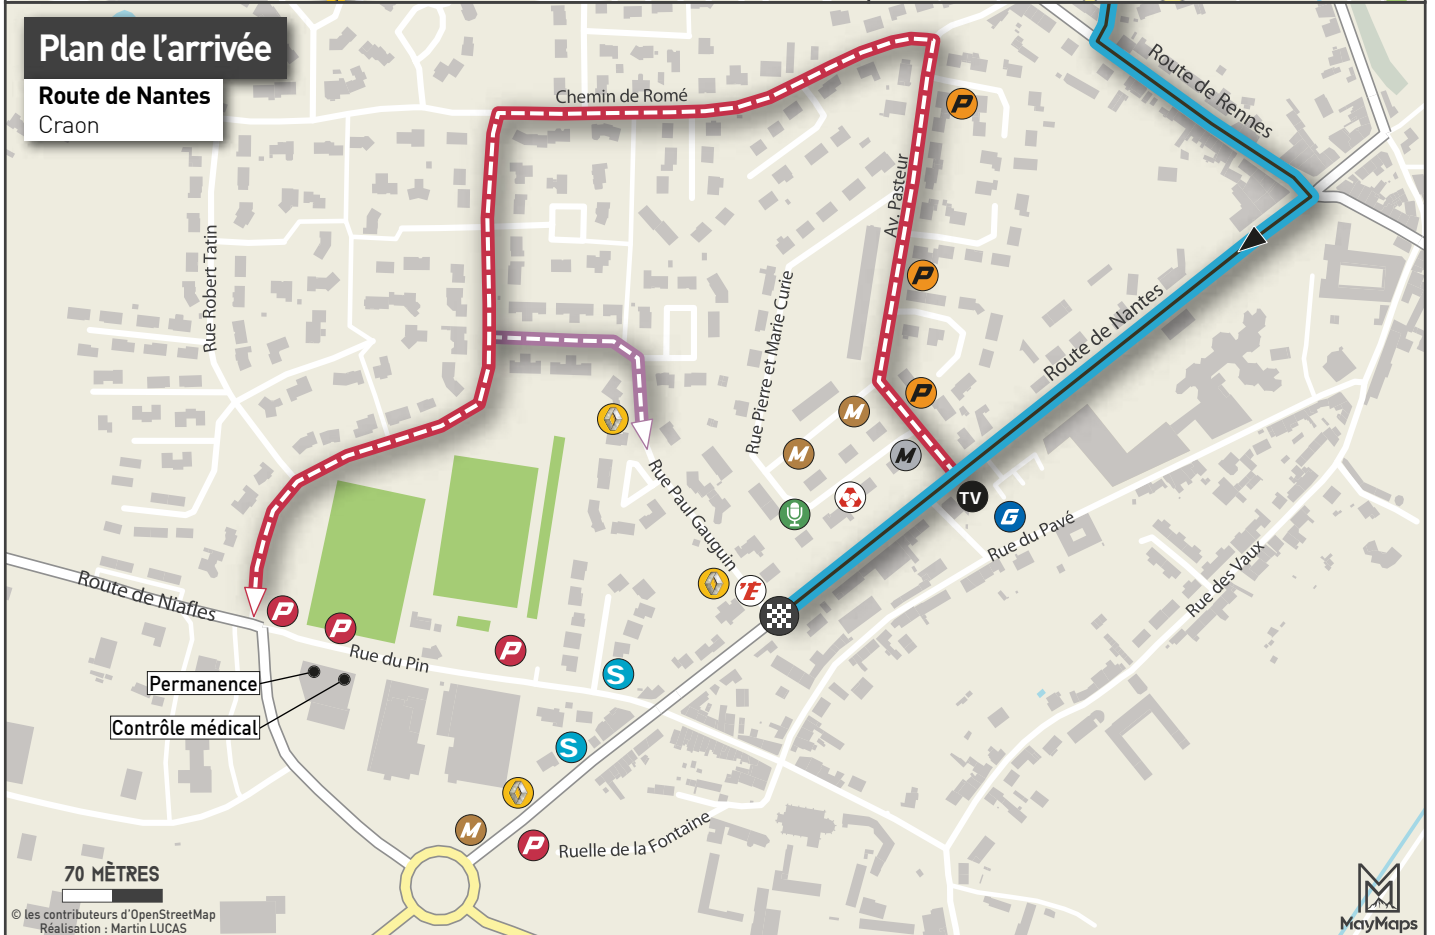 Plan de l'arrivée
Route de Nantes
Craon
Chemin de Romé
Route de Rennes
P
Av. Pasteur
Rue Robert Tatin
P
Rue Pierre et Marie Curie
Route de Nantes
P
M
M
M
Rue Paul Gauguin
TV
G
Rue du Pavé
Rue des Vaux
'E
Route de Niafles
P
P
Rue du Pin
P
S
Permanence
Contrôle médical
S
M
P
Ruelle de la Fontaine
70 MÈTRES
© les contributeurs d'OpenStreetMap
Réalisation : Martin LUCAS
MayMaps